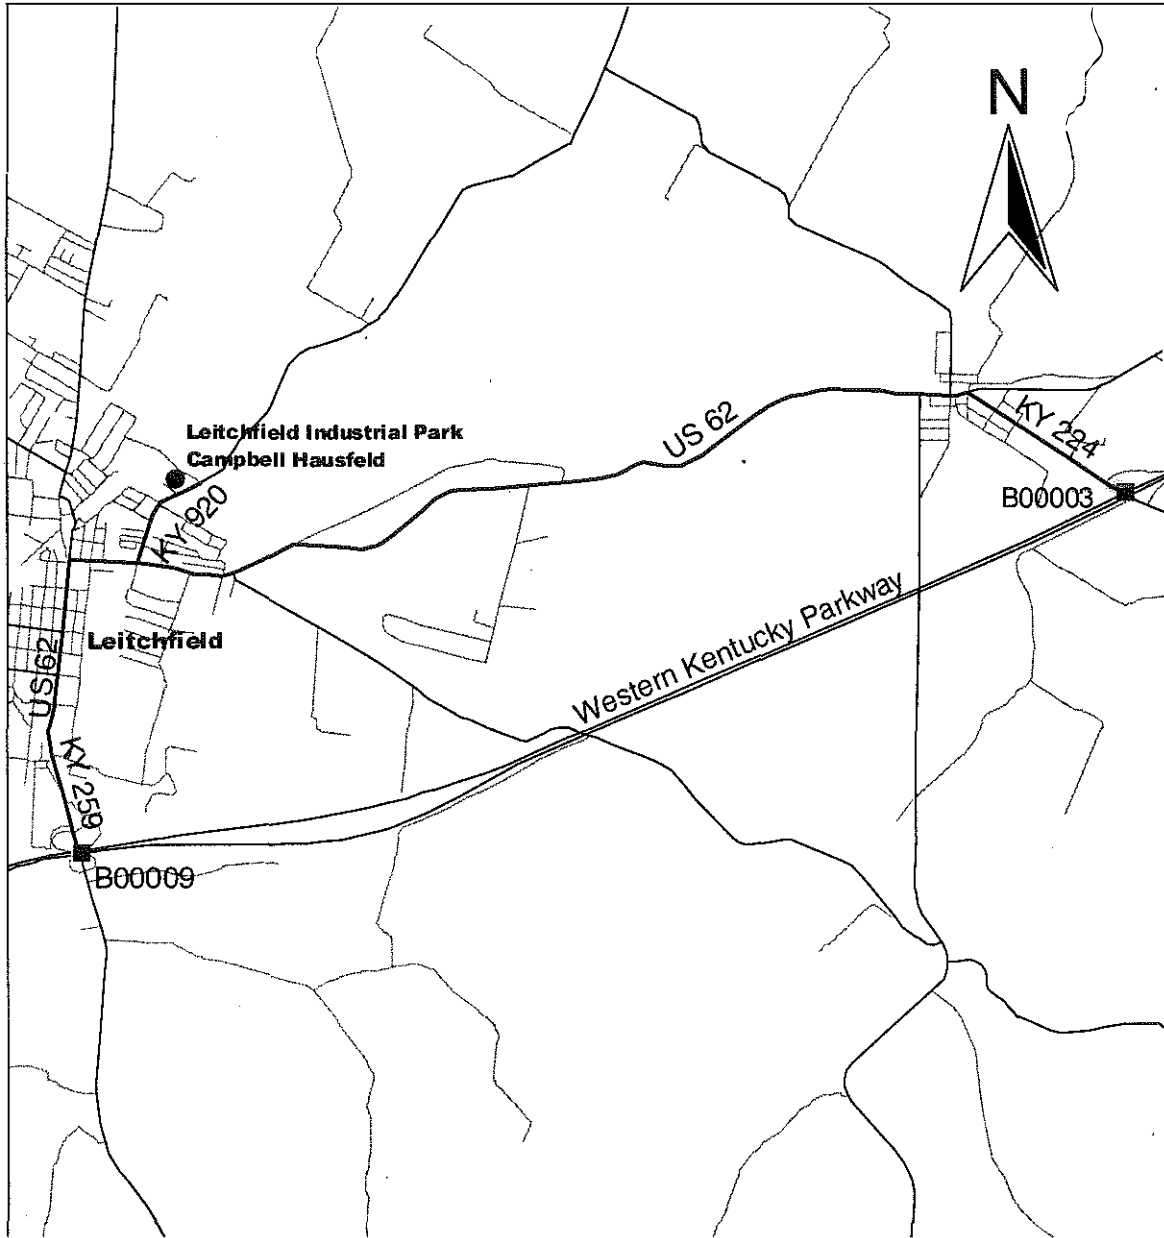 N
KY 224
Leitchfield Industrial Park
Campbell Hausfeld
US 62
B00003
KY 920
Western Kentucky Parkway
Leitchfield
US 62
KY 259
B00009